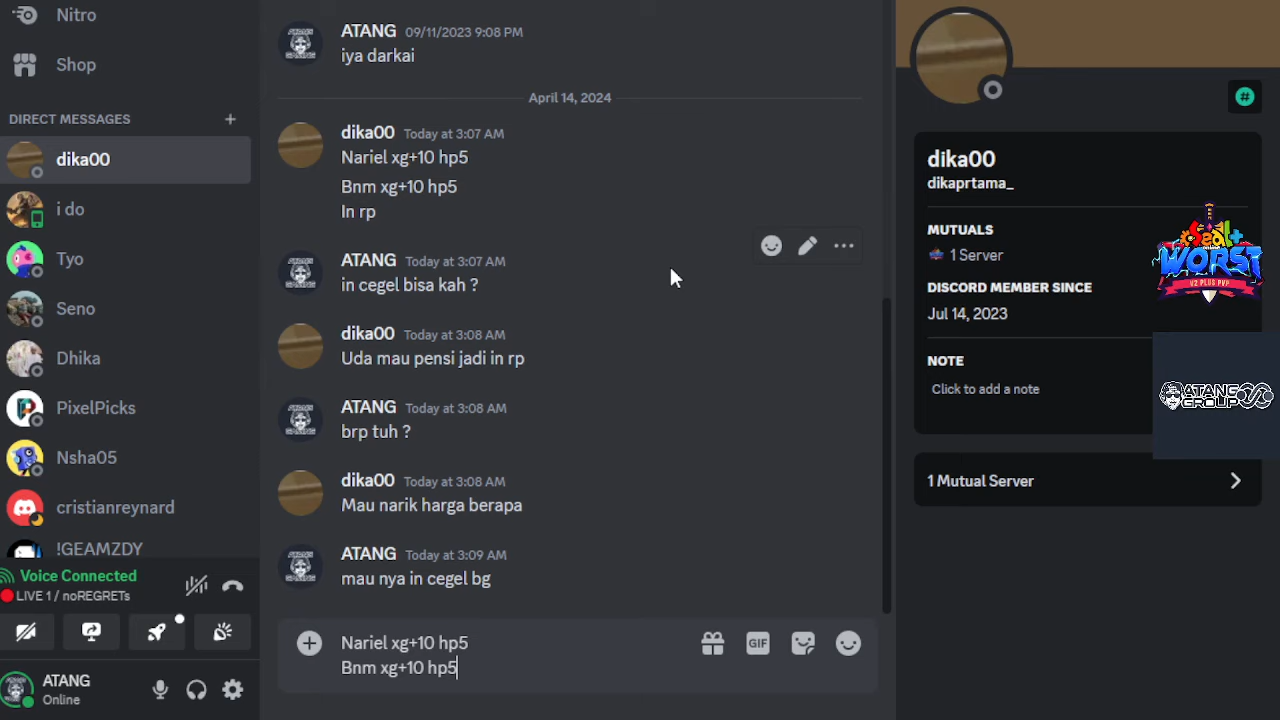 Nitro
Shop
DIRECT MESSAGES
dika00
i do
Tyo
Seno
Dhika
PixelPicks
Nsha05
cristianreynard
!GEAMZDY
Voice Connected
LIVE 1 / noREGRETs
ATANG
Online
ATANG 09/11/2023 9:08 PM
iya darkai
April 14, 2024
dika00 Today at 3:07 AM
Nariel xg+10 hp5
Bnm xg+10 hp5
In rp
ATANG Today at 3:07 AM
in cegel bisa kah ?
dika00 Today at 3:08 AM
Uda mau pensi jadi in rp
ATANG Today at 3:08 AM
brp tuh ?
dika00 Today at 3:08 AM
Mau narik harga berapa
ATANG Today at 3:09 AM
mau nya in cegel bg
Nariel xg+10 hp5
Bnm xg+10 hp5
GIF
dika00
dikaprtama_
MUTUALS
1 Server
DISCORD MEMBER SINCE
Jul 14, 2023
NOTE
Click to add a note
1 Mutual Server
Seal+
WORST
V2 PLUS PVP
ATANG
GROUP